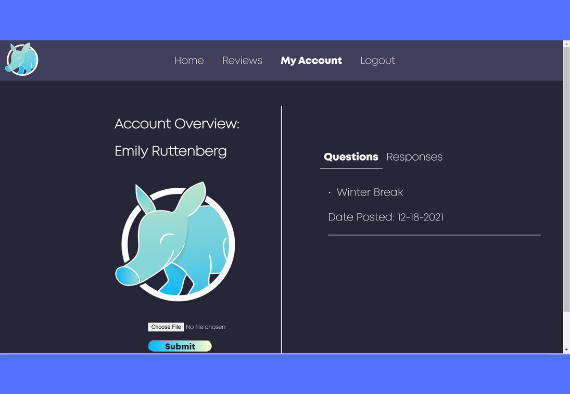 Home Reviews My Account Logout
Account Overview:
Emily Ruttenberg
Choose File No file chosen
Submit
Questions Responses
· Winter Break
Date Posted: 12-18-2021